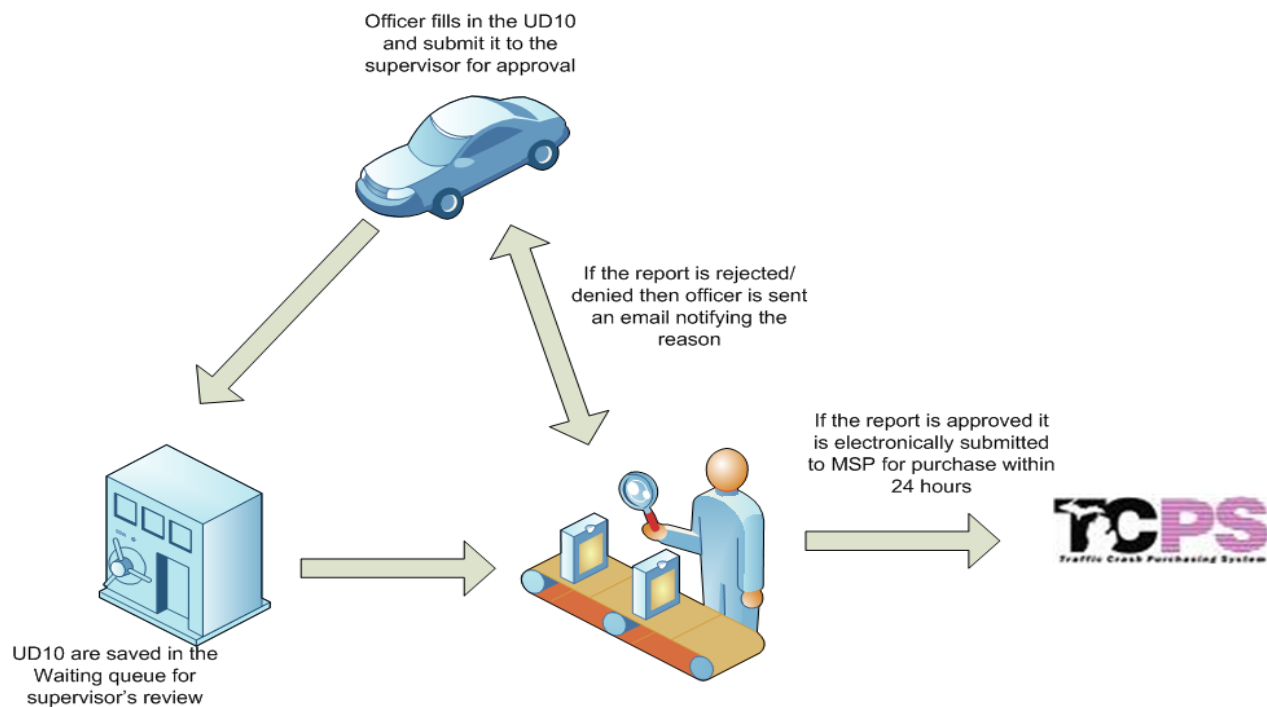 Officer fills in the UD10
and submit it to the
supervisor for approval
If the report is rejected/
denied then officer is sent
an email notifying the
reason
If the report is approved it
is electronically submitted
to MSP for purchase within
24 hours
TCPS
Traffic Crash Purchasing System
UD10 are saved in the
Waiting queue for
supervisor's review